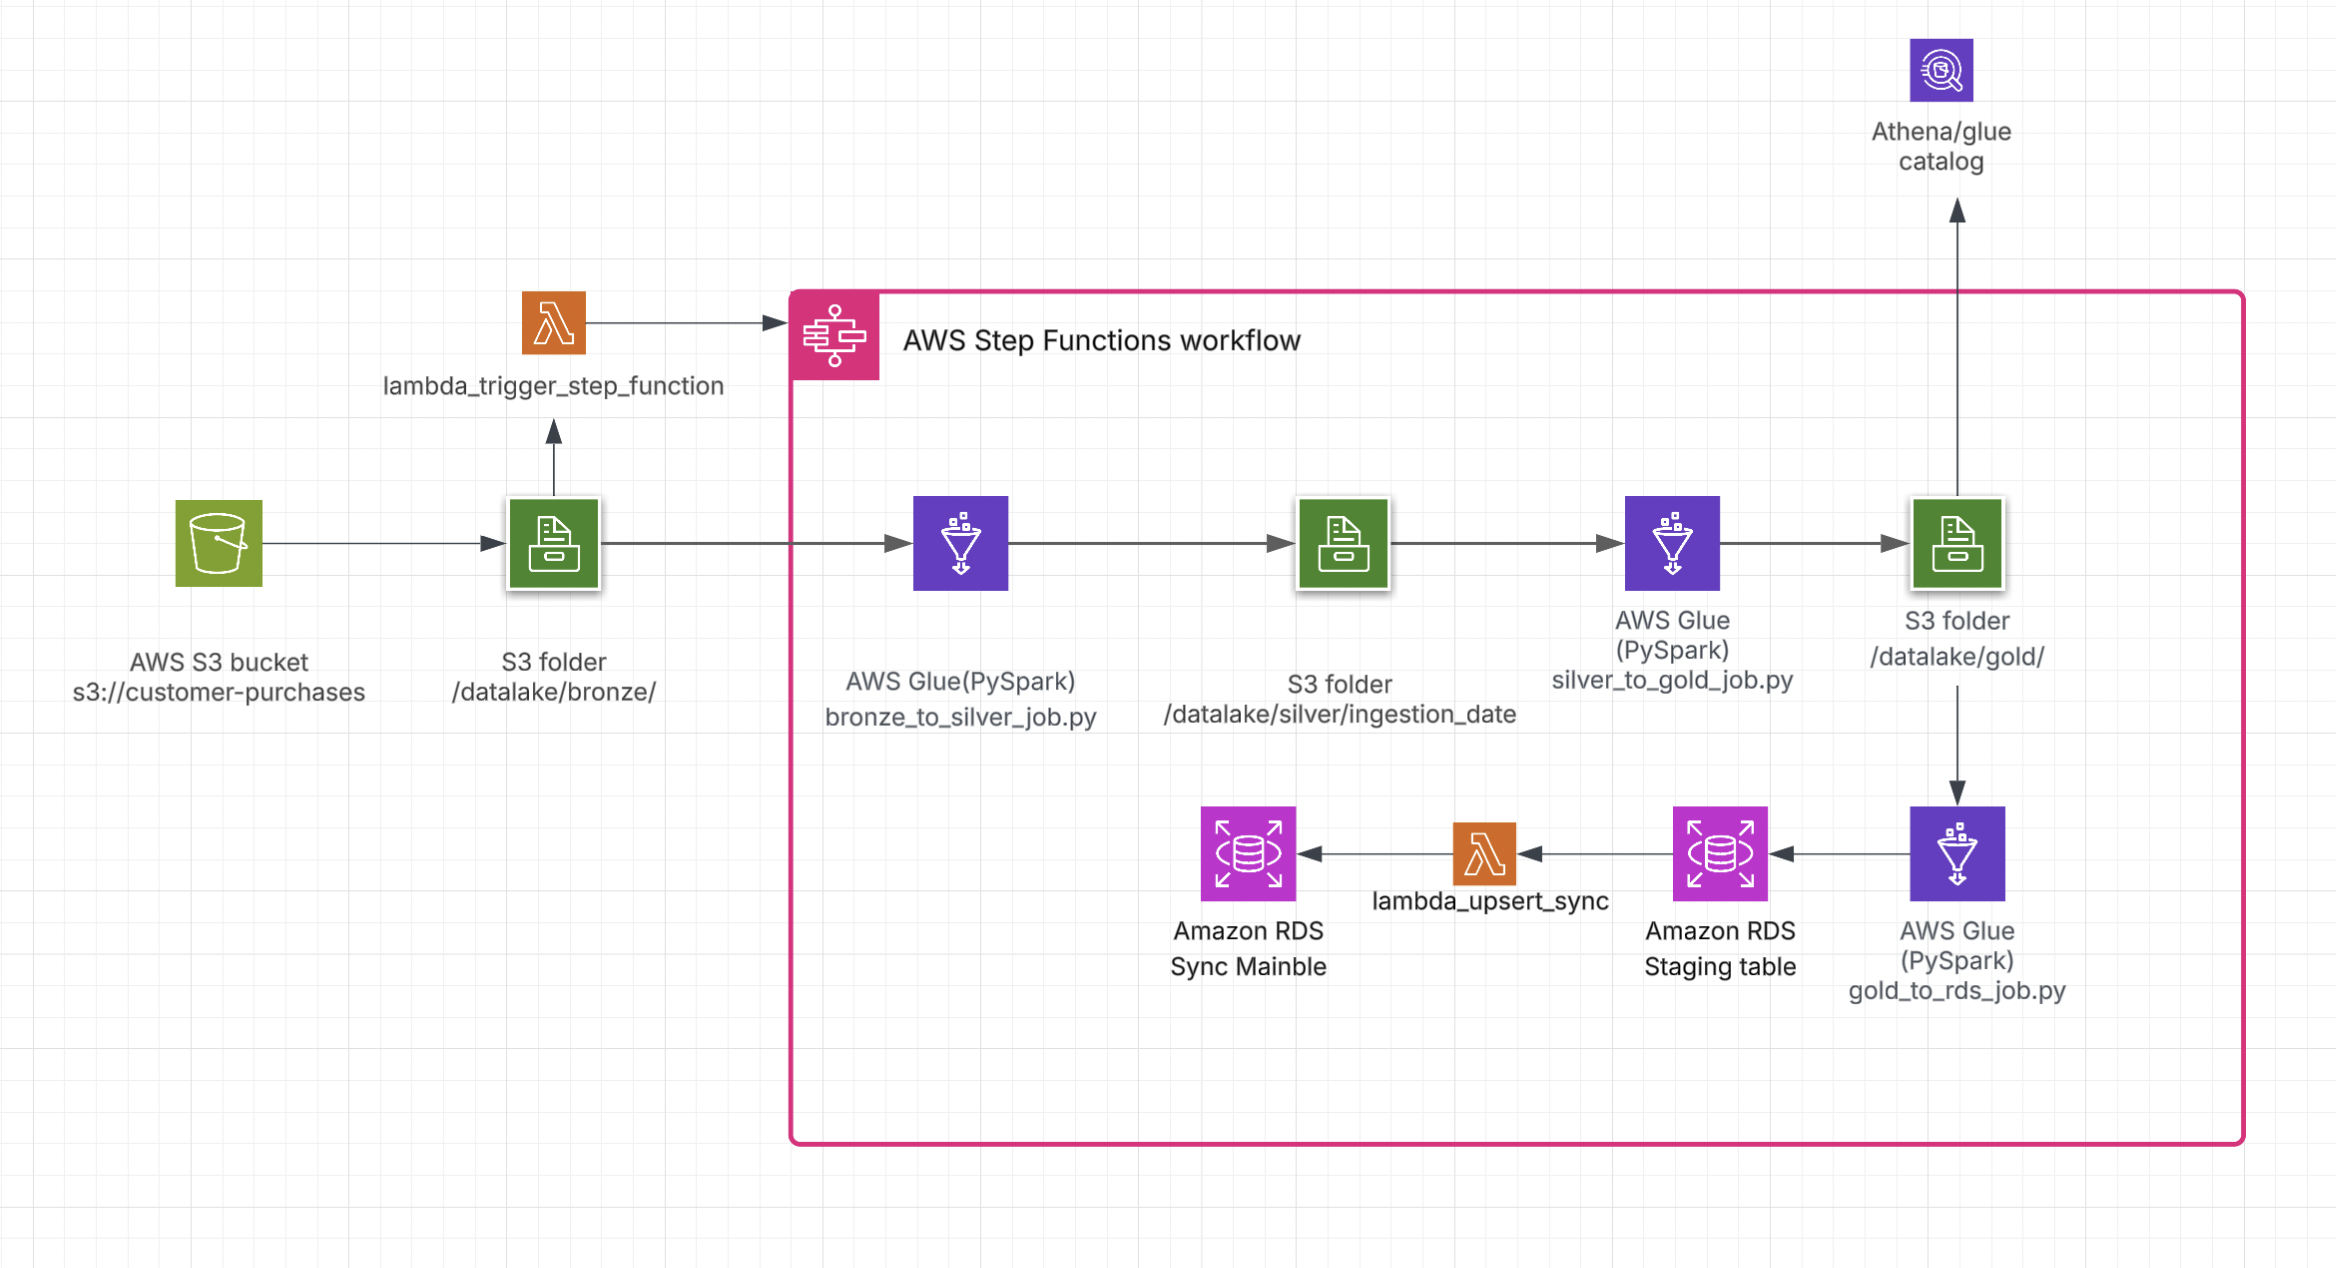 Athena/glue
catalog
AWS Step Functions workflow
lambda_trigger_step_function
AWS S3 bucket
s3://customer-purchases
S3 folder
/datalake/bronze/
AWS Glue(PySpark)
bronze_to_silver_job.py
S3 folder
/datalake/silver/ingestion_date
AWS Glue
(PySpark)
silver_to_gold_job.py
S3 folder
/datalake/gold/
Amazon RDS
Sync Mainble
lambda_upsert_sync
Amazon RDS
Staging table
AWS Glue
(PySpark)
gold_to_rds_job.py